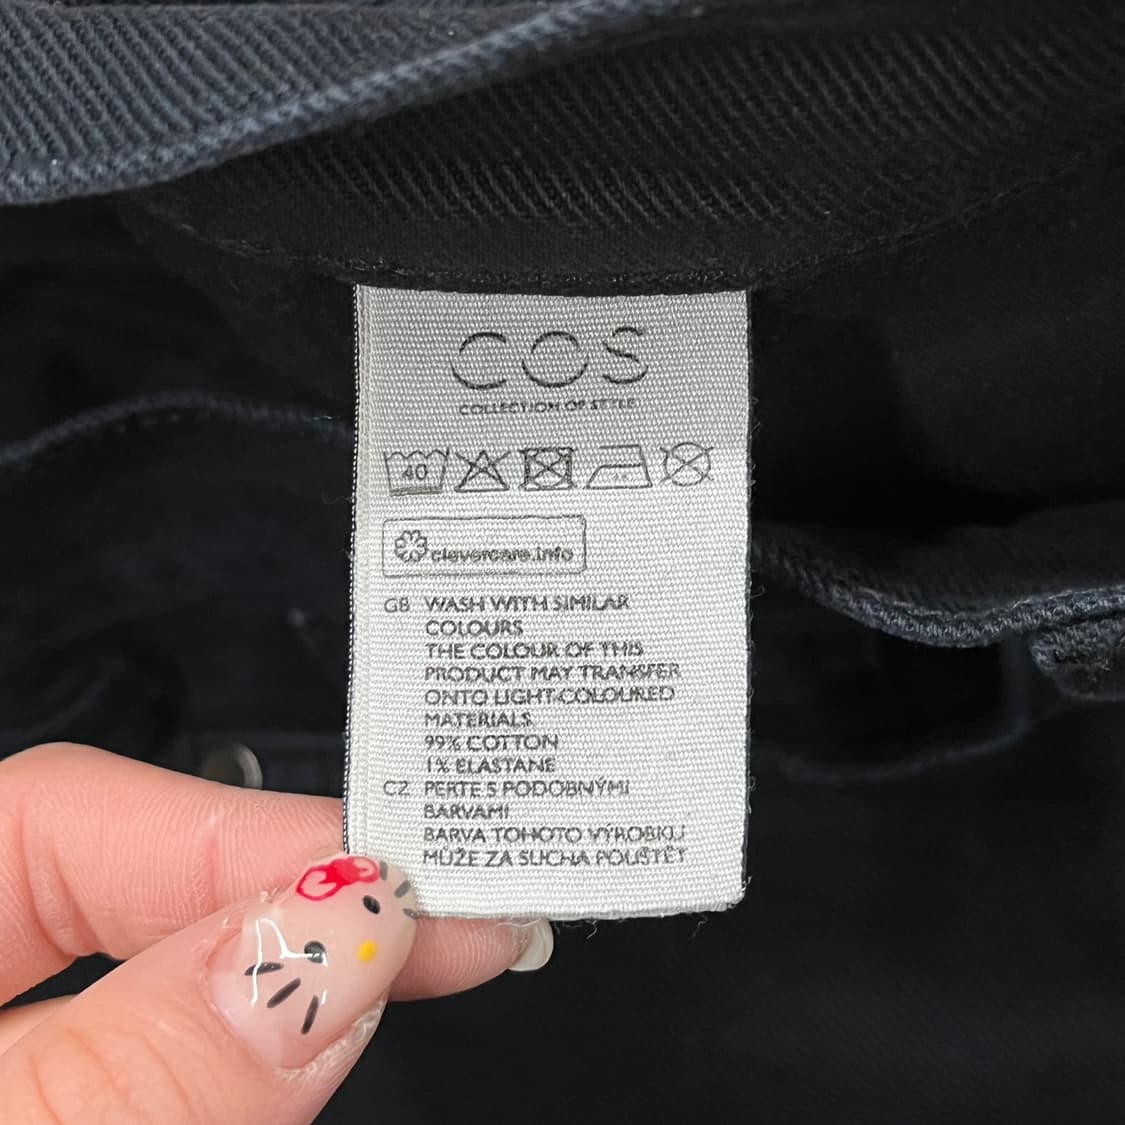 COS
COLLECTION OF STYLE
40
clevercare.info
GB WASH WITH SIMILAR
COLOURS
THE COLOUR OF THIS
PRODUCT MAY TRANSFER
ONTO LIGHT-COLOURED
MATERIALS
99% COTTON
1% ELASTANE
CZ PERTE S PODOBNÝMI
BARVAMI
BARVA TOHOTO VÝROBKU
MŮŽE ZA SUCHA POUŠTĚT